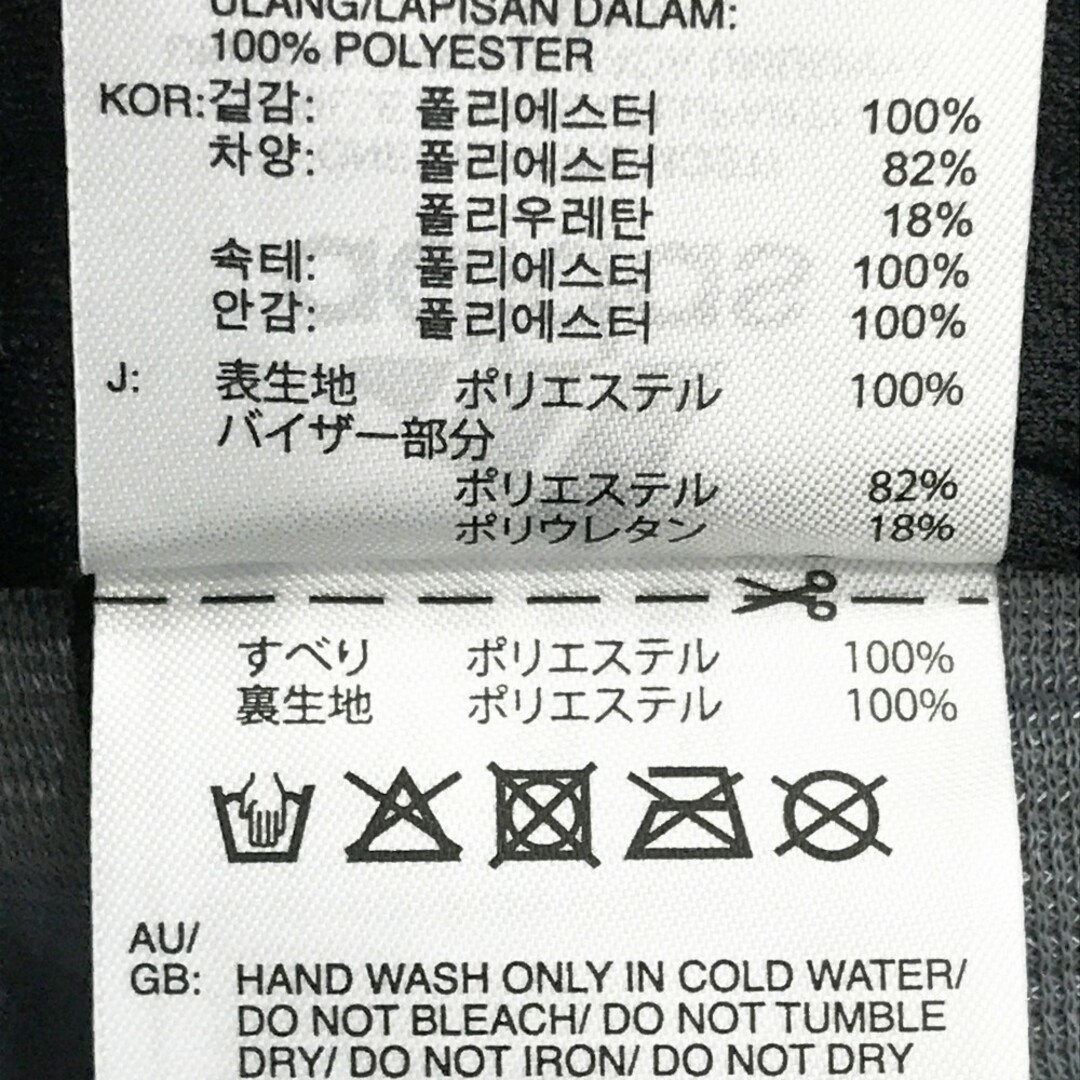 ULANG/LAPISAN DALAM:
100% POLYESTER
KOR:겉감: 폴리에스터 100%
차양: 폴리에스터 82%
폴리우레탄 18%
속테: 폴리에스터 100%
안감: 폴리에스터 100%
J: 表生地 ポリエステル 100%
バイザー部分
ポリエステル 82%
ポリウレタン 18%
すべり ポリエステル 100%
裏生地 ポリエステル 100%
AU/
GB: HAND WASH ONLY IN COLD WATER/
DO NOT BLEACH/ DO NOT TUMBLE
DRY/ DO NOT IRON/ DO NOT DRY